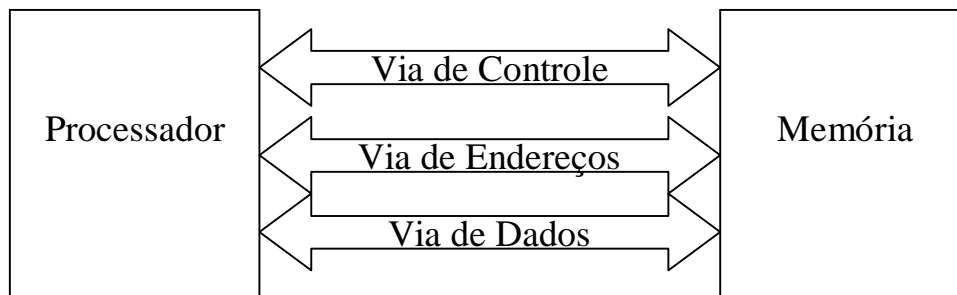 Via de Controle
Processador
Memória
Via de Endereços
Via de Dados